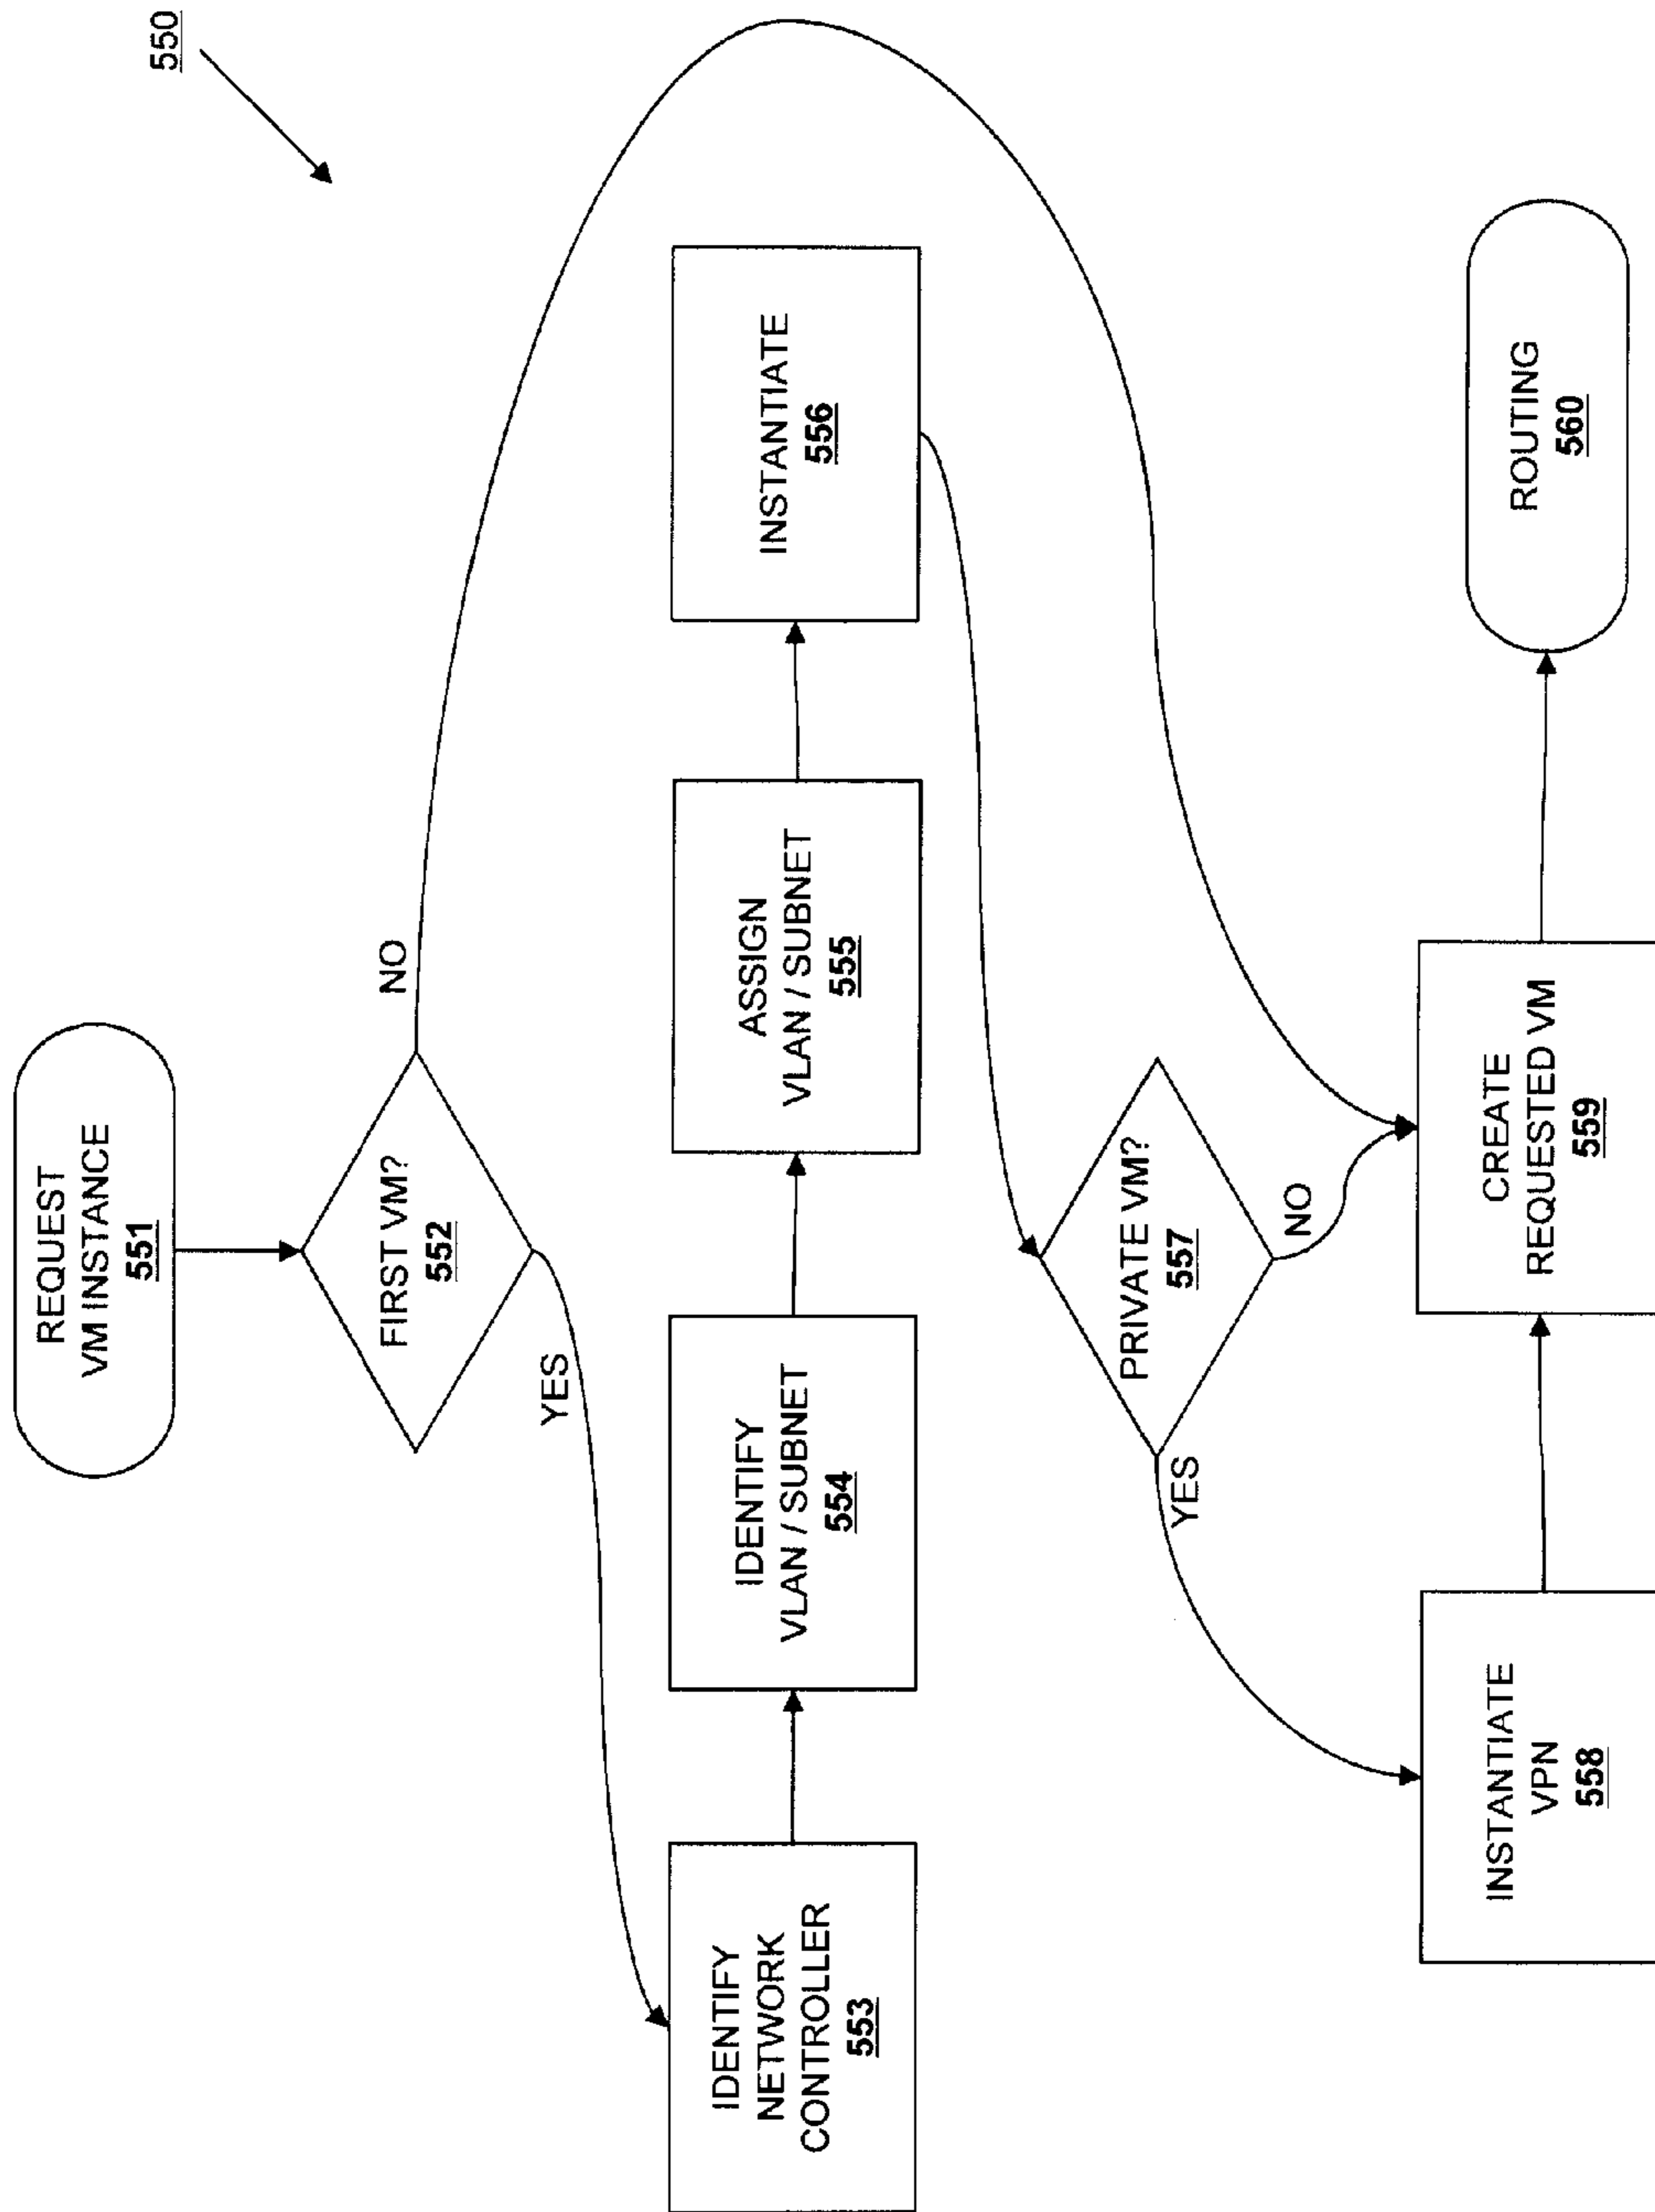 550
REQUEST
VM INSTANCE
551
FIRST VM?
552
NO
YES
IDENTIFY
NETWORK
CONTROLLER
553
IDENTIFY
VLAN / SUBNET
554
ASSIGN
VLAN / SUBNET
555
INSTANTIATE
556
PRIVATE VM?
557
YES
NO
INSTANTIATE
VPN
558
CREATE
REQUESTED VM
559
ROUTING
560